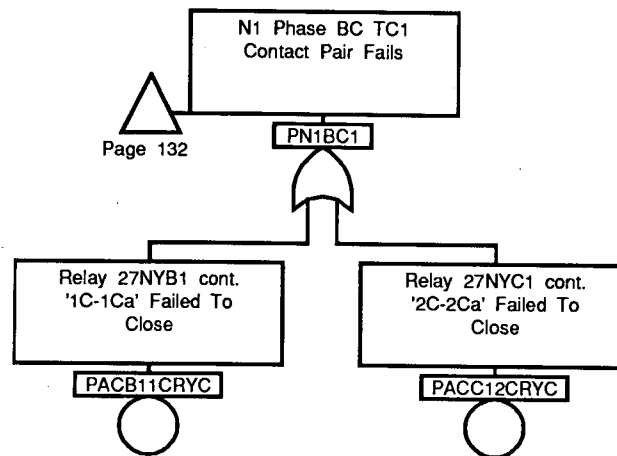 N1 Phase BC TC1
Contact Pair Fails
Page 132
PN1BC1
Relay 27NYB1 cont.
'1C-1Ca' Failed To
Close
PACB11CRYC
Relay 27NYC1 cont.
'2C-2Ca' Failed To
Close
PACC12CRYC